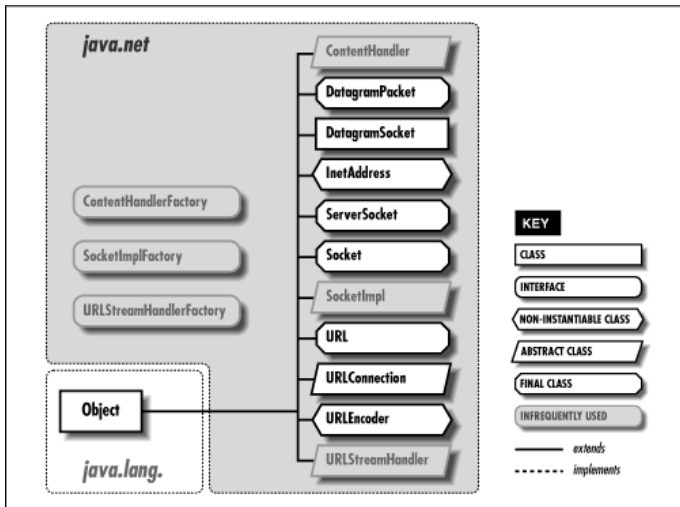 java.net
ContentHandler
DatagramPacket
DatagramSocket
InetAddress
ContentHandlerFactory
ServerSocket
SocketImplFactory
Socket
SocketImpl
URLStreamHandlerFactory
URL
URLConnection
Object
URLEncoder
URLStreamHandler
java.lang.
KEY
CLASS
INTERFACE
NON-INSTANTIABLE CLASS
ABSTRACT CLASS
FINAL CLASS
INFREQUENTLY USED
extends
implements